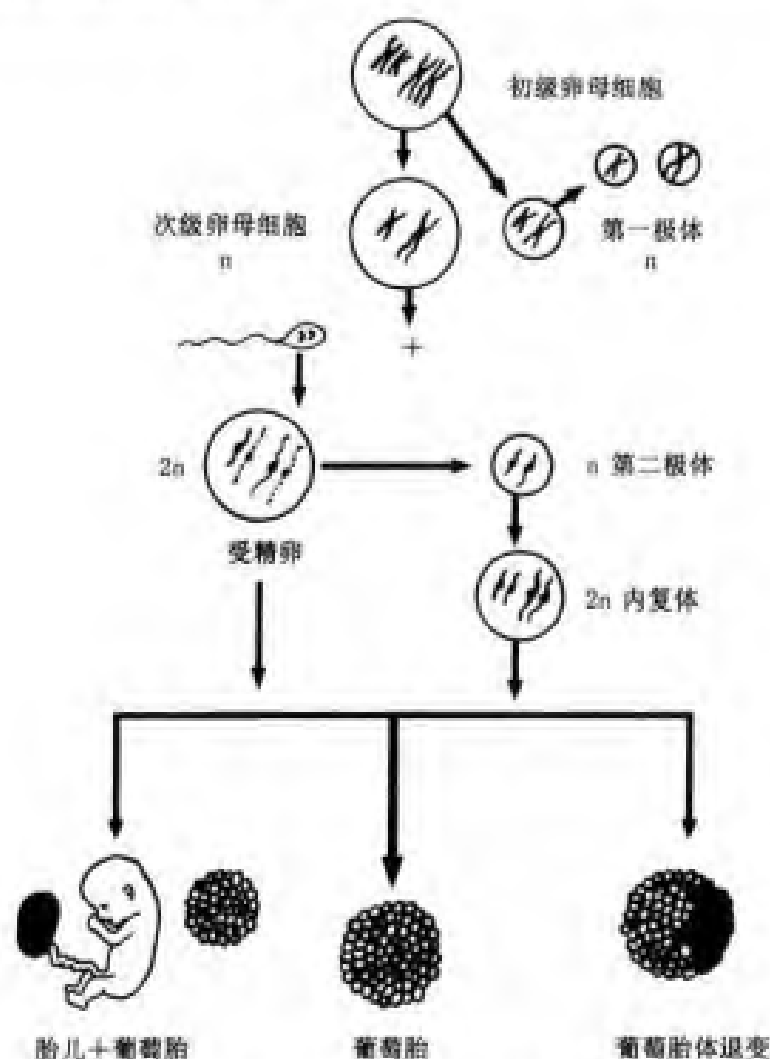 初级卵母细胞
次级卵母细胞
n
第一极体
n
+
2n
n 第二极体
受精卵
2n 内复体
胎儿+葡萄胎
葡萄胎
葡萄胎体退变